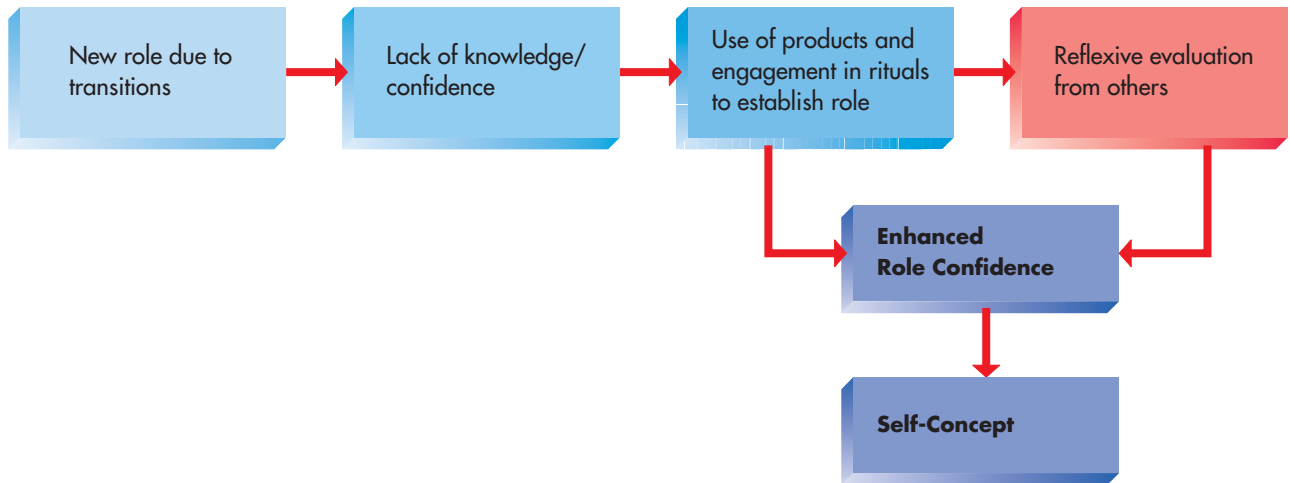 New role due to
transitions
Lack of knowledge/
confidence
Use of products and
engagement in rituals
to establish role
Reflexive evaluation
from others
Enhanced
Role Confidence
Self-Concept